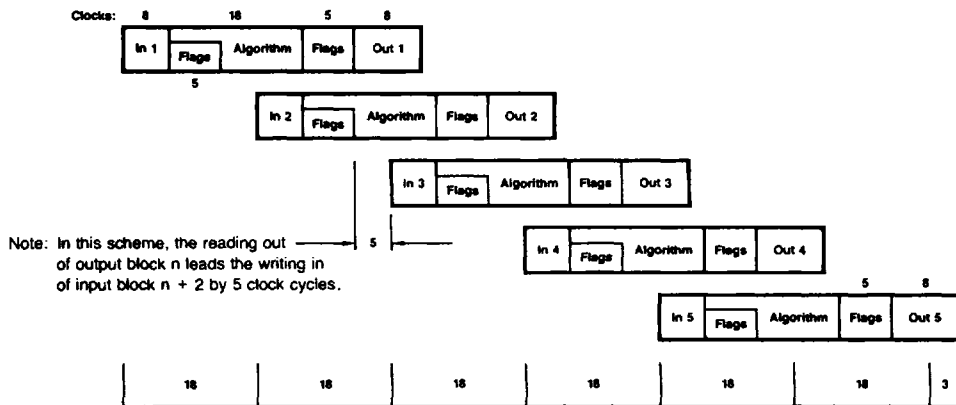 Clocks: 8 18 5 8
In 1 Flags Algorithm Flags Out 1
5
In 2 Flags Algorithm Flags Out 2
In 3 Flags Algorithm Flags Out 3
5
Note: In this scheme, the reading out
of output block n leads the writing in
of input block n + 2 by 5 clock cycles.
In 4 Flags Algorithm Flags Out 4
5 8
In 5 Flags Algorithm Flags Out 5
18 18 18 18 18 18 3